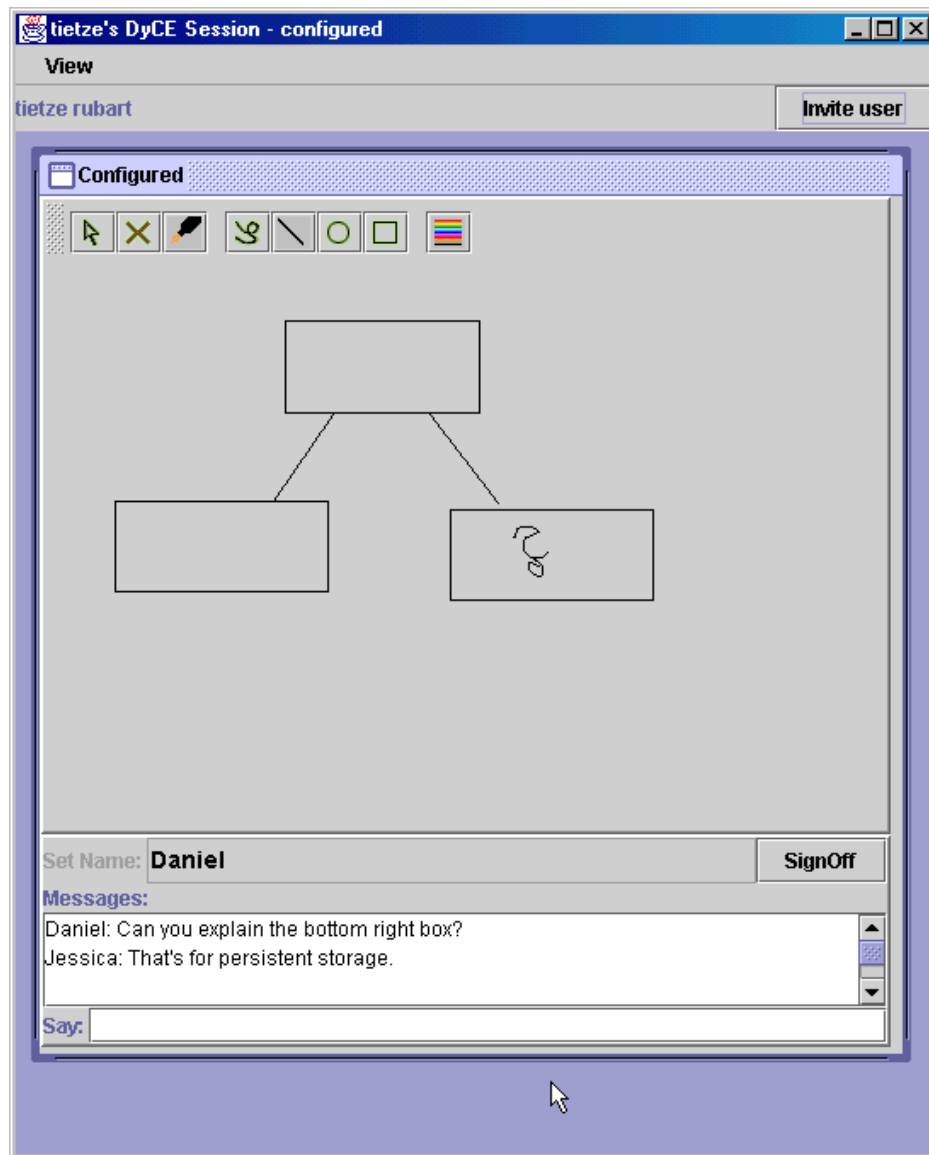 tietze's DyCE Session - configured
View
tietze rubart
Invite user
Configured
Set Name: Daniel
SignOff
Messages:
Daniel: Can you explain the bottom right box?
Jessica: That's for persistent storage.
Say: